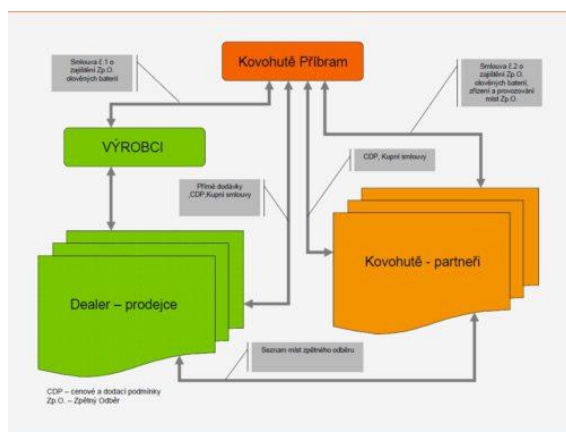 Kovohutě Příbram
Smlouva č.1 o
zajištění Zp.O.
olověných baterií
Smlouva č.2 o
zajištění Zp.O.
olověných baterií,
zřízení a provozování
míst Zp.O.
VÝROBCI
CDP, Kupní smlouvy
Přímé dodávky
,CDP,Kupní smlouvy
Kovohutě - partneři
Dealer – prodejce
Seznam míst zpětného odběru
CDP – cenové a dodací podmínky
Zp.O. – Zpětný Odběr